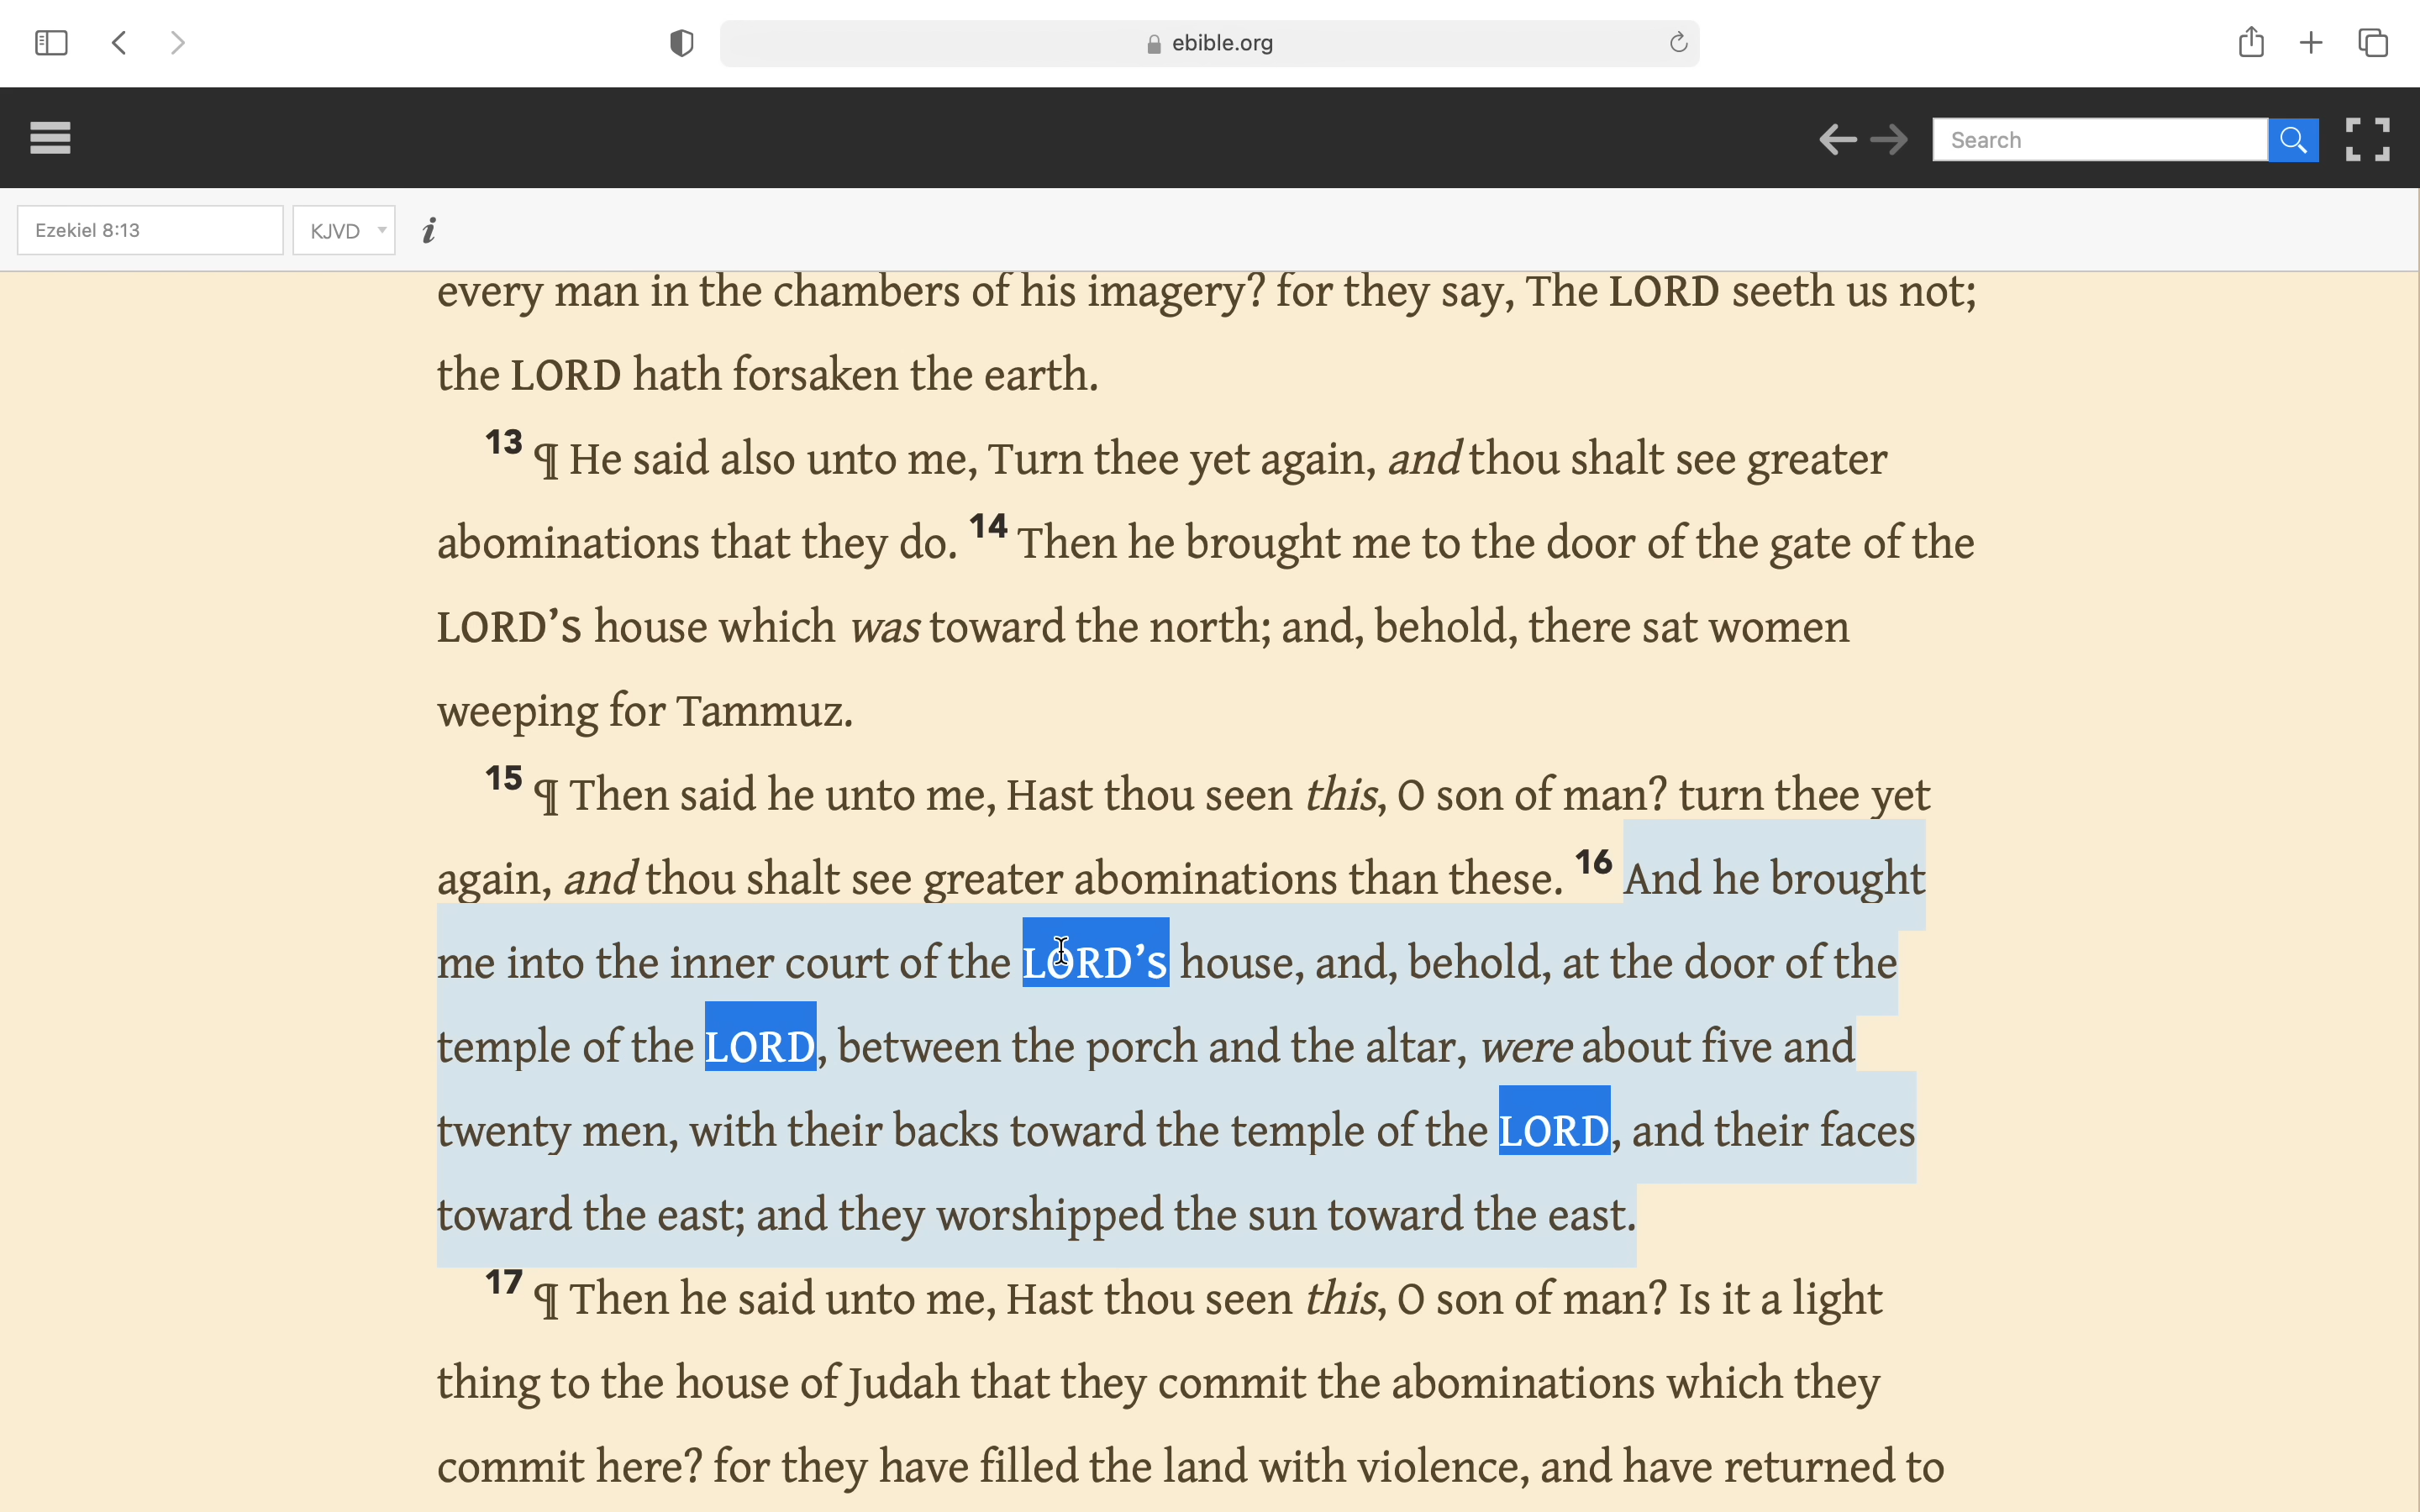 ebible.org
Search
Ezekiel 8:13 KJVD i
every man in the chambers of his imagery? for they say, The LORD seeth us not;
the LORD hath forsaken the earth.
13 ¶ He said also unto me, Turn thee yet again, and thou shalt see greater
abominations that they do. 14 Then he brought me to the door of the gate of the
LORD’S house which was toward the north; and, behold, there sat women
weeping for Tammuz.
15 ¶ Then said he unto me, Hast thou seen this, O son of man? turn thee yet
again, and thou shalt see greater abominations than these. 16 And he brought
me into the inner court of the LORD’S house, and, behold, at the door of the
temple of the LORD, between the porch and the altar, were about five and
twenty men, with their backs toward the temple of the LORD, and their faces
toward the east; and they worshipped the sun toward the east.
17 ¶ Then he said unto me, Hast thou seen this, O son of man? Is it a light
thing to the house of Judah that they commit the abominations which they
commit here? for they have filled the land with violence, and have returned to